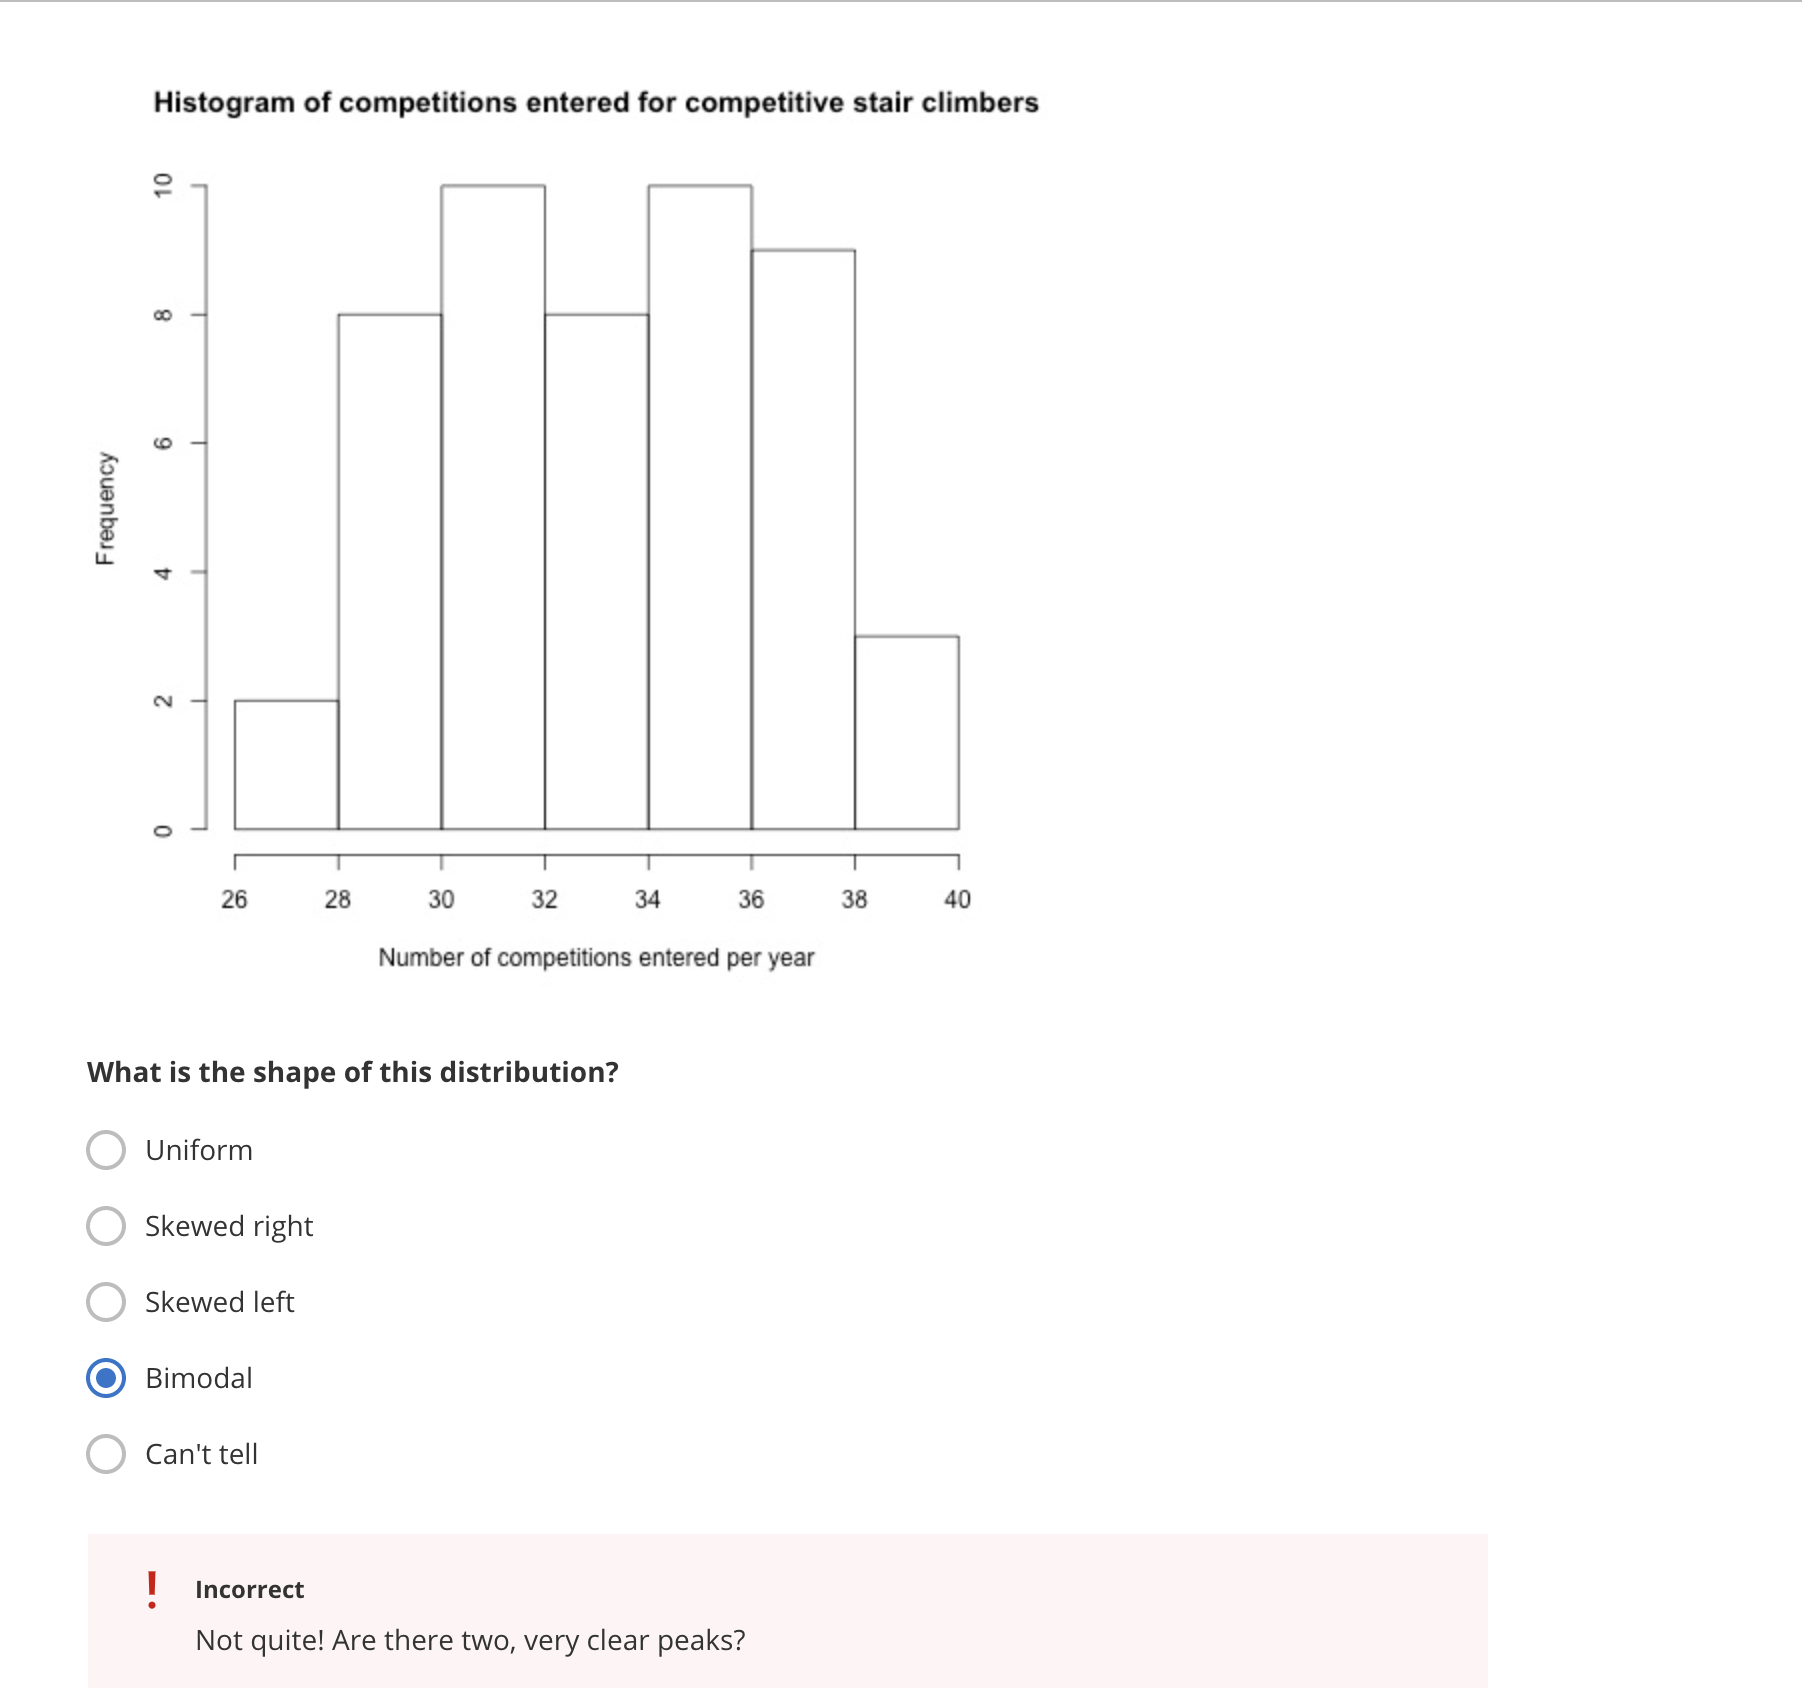 Histogram of competitions entered for competitive stair climbers
10
8
6
4
2
0
Frequency
26 28 30 32 34 36 38 40
Number of competitions entered per year
What is the shape of this distribution?
Uniform
Skewed right
Skewed left
Bimodal
Can't tell
! Incorrect
Not quite! Are there two, very clear peaks?